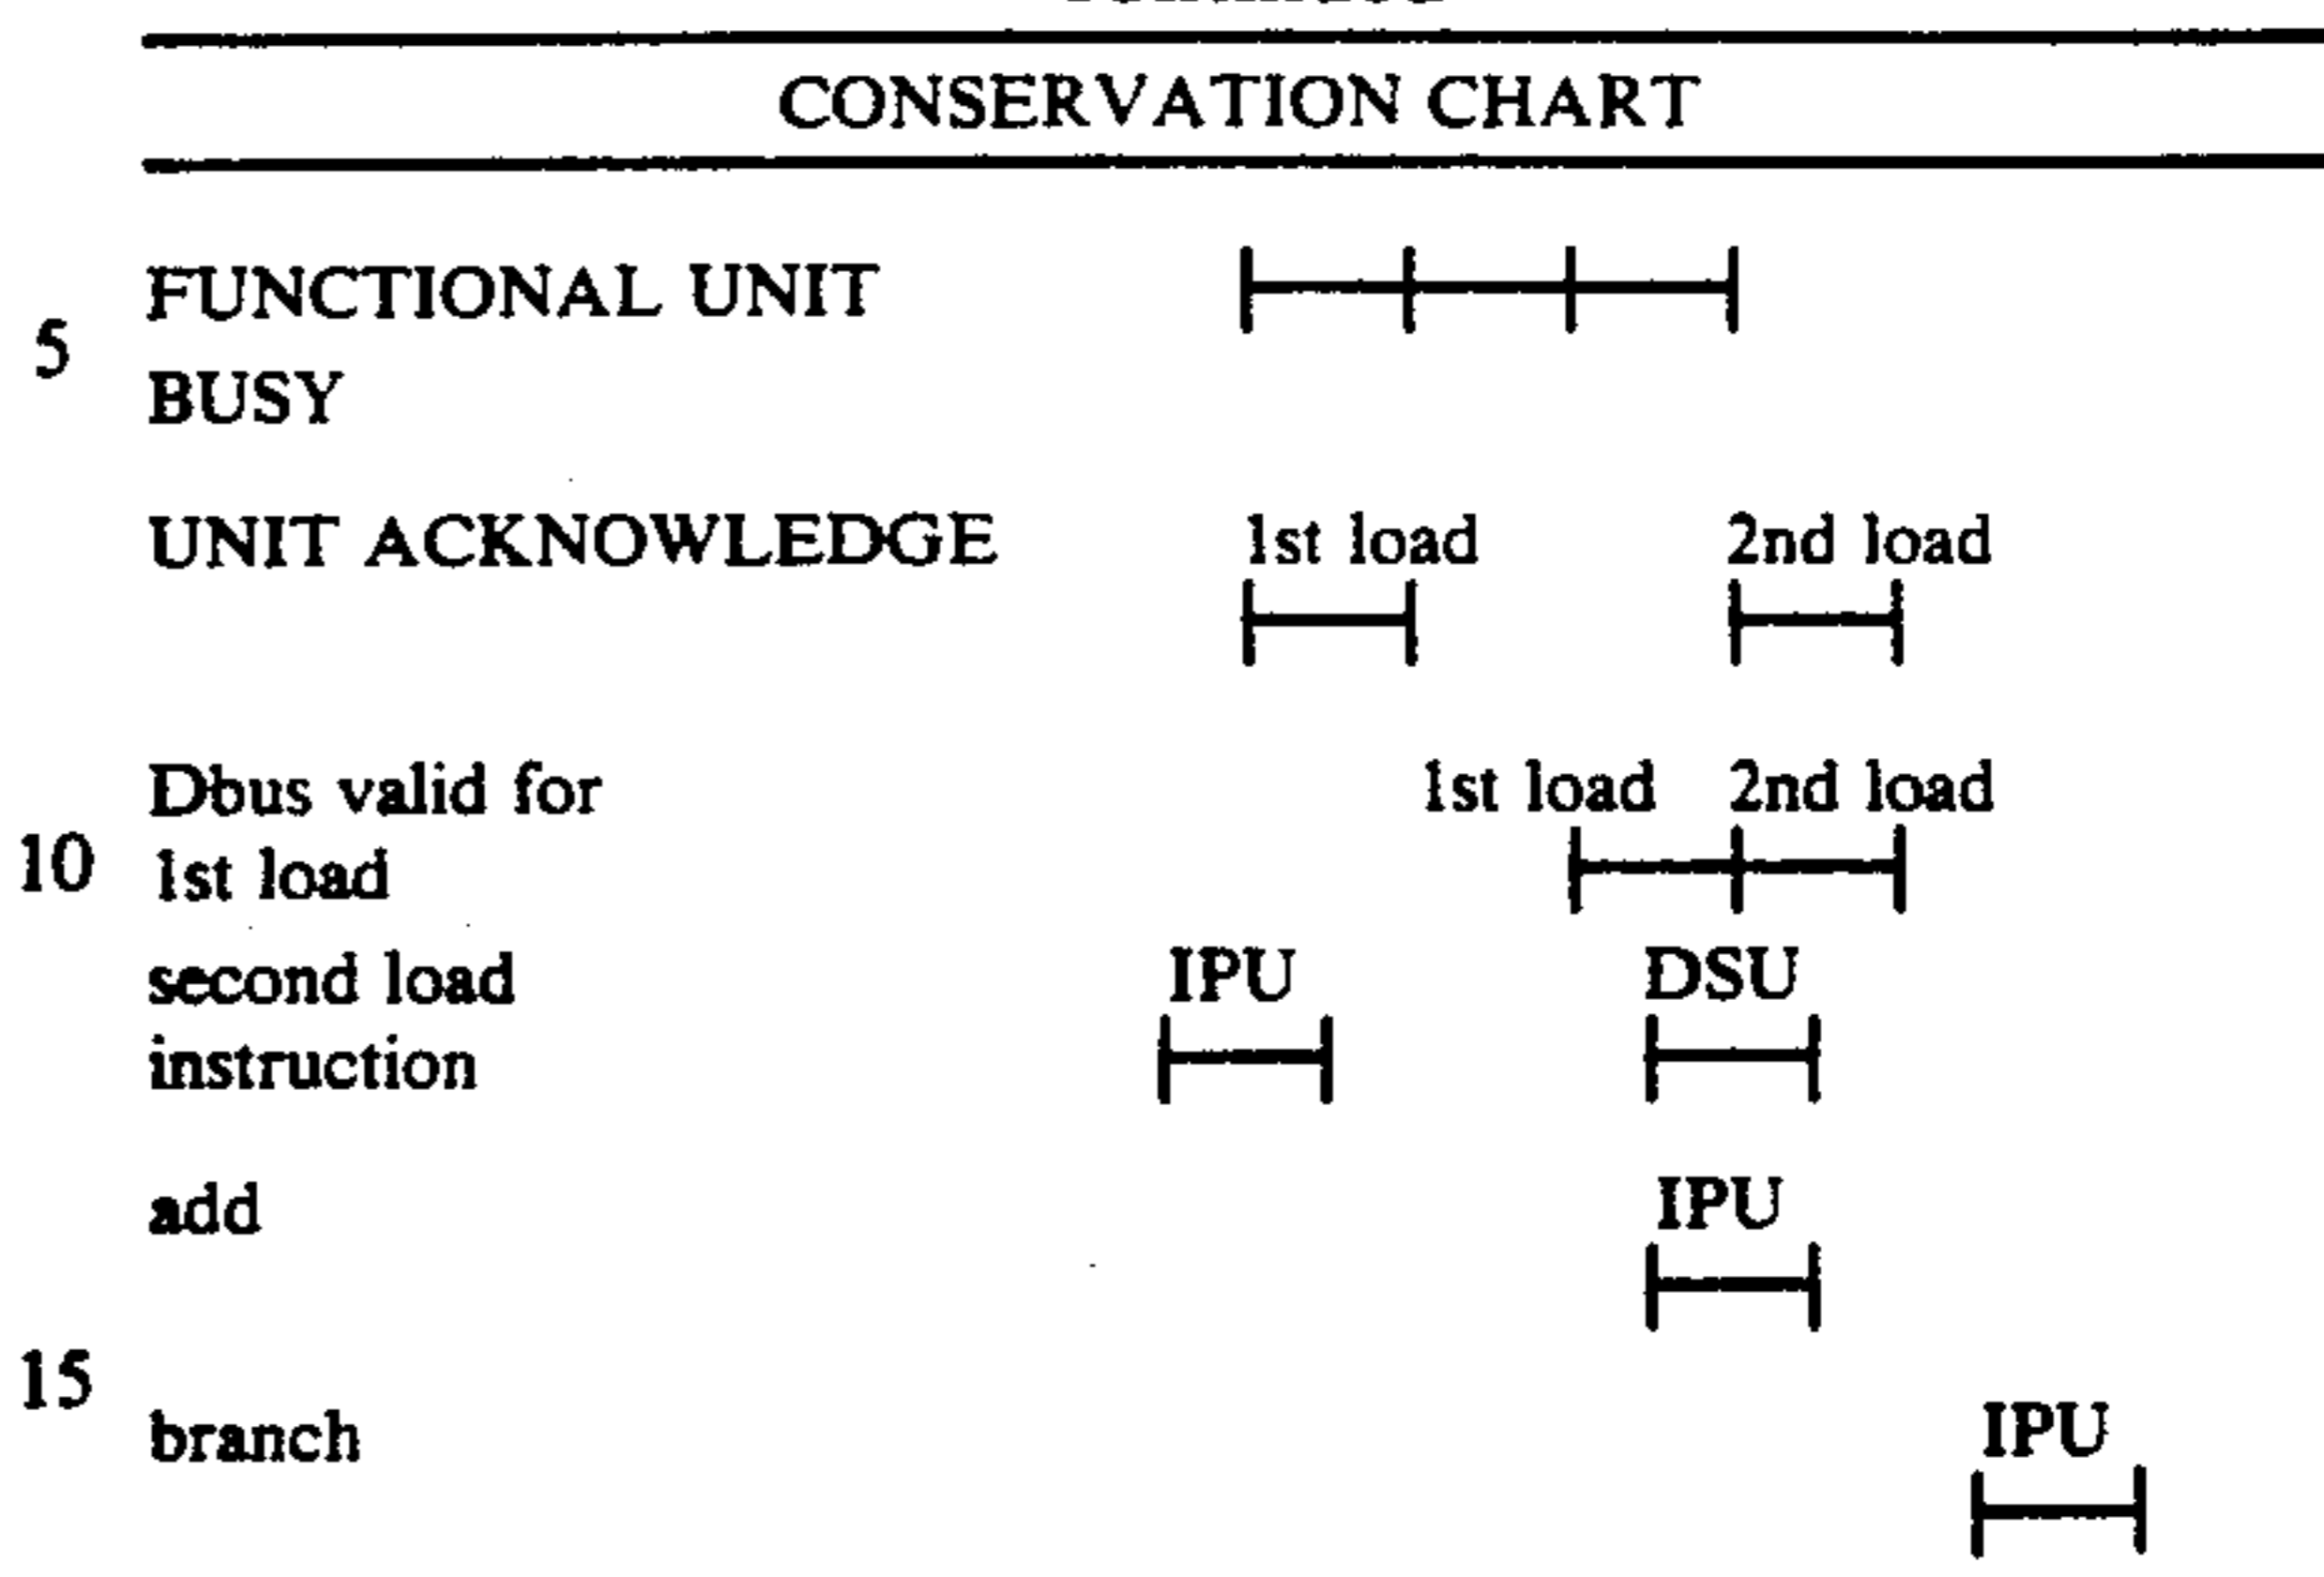 CONSERVATION CHART
FUNCTIONAL UNIT
5
BUSY
UNIT ACKNOWLEDGE 1st load 2nd load
Dbus valid for 1st load 2nd load
10 1st load
second load IPU DSU
instruction
add IPU
15
branch IPU